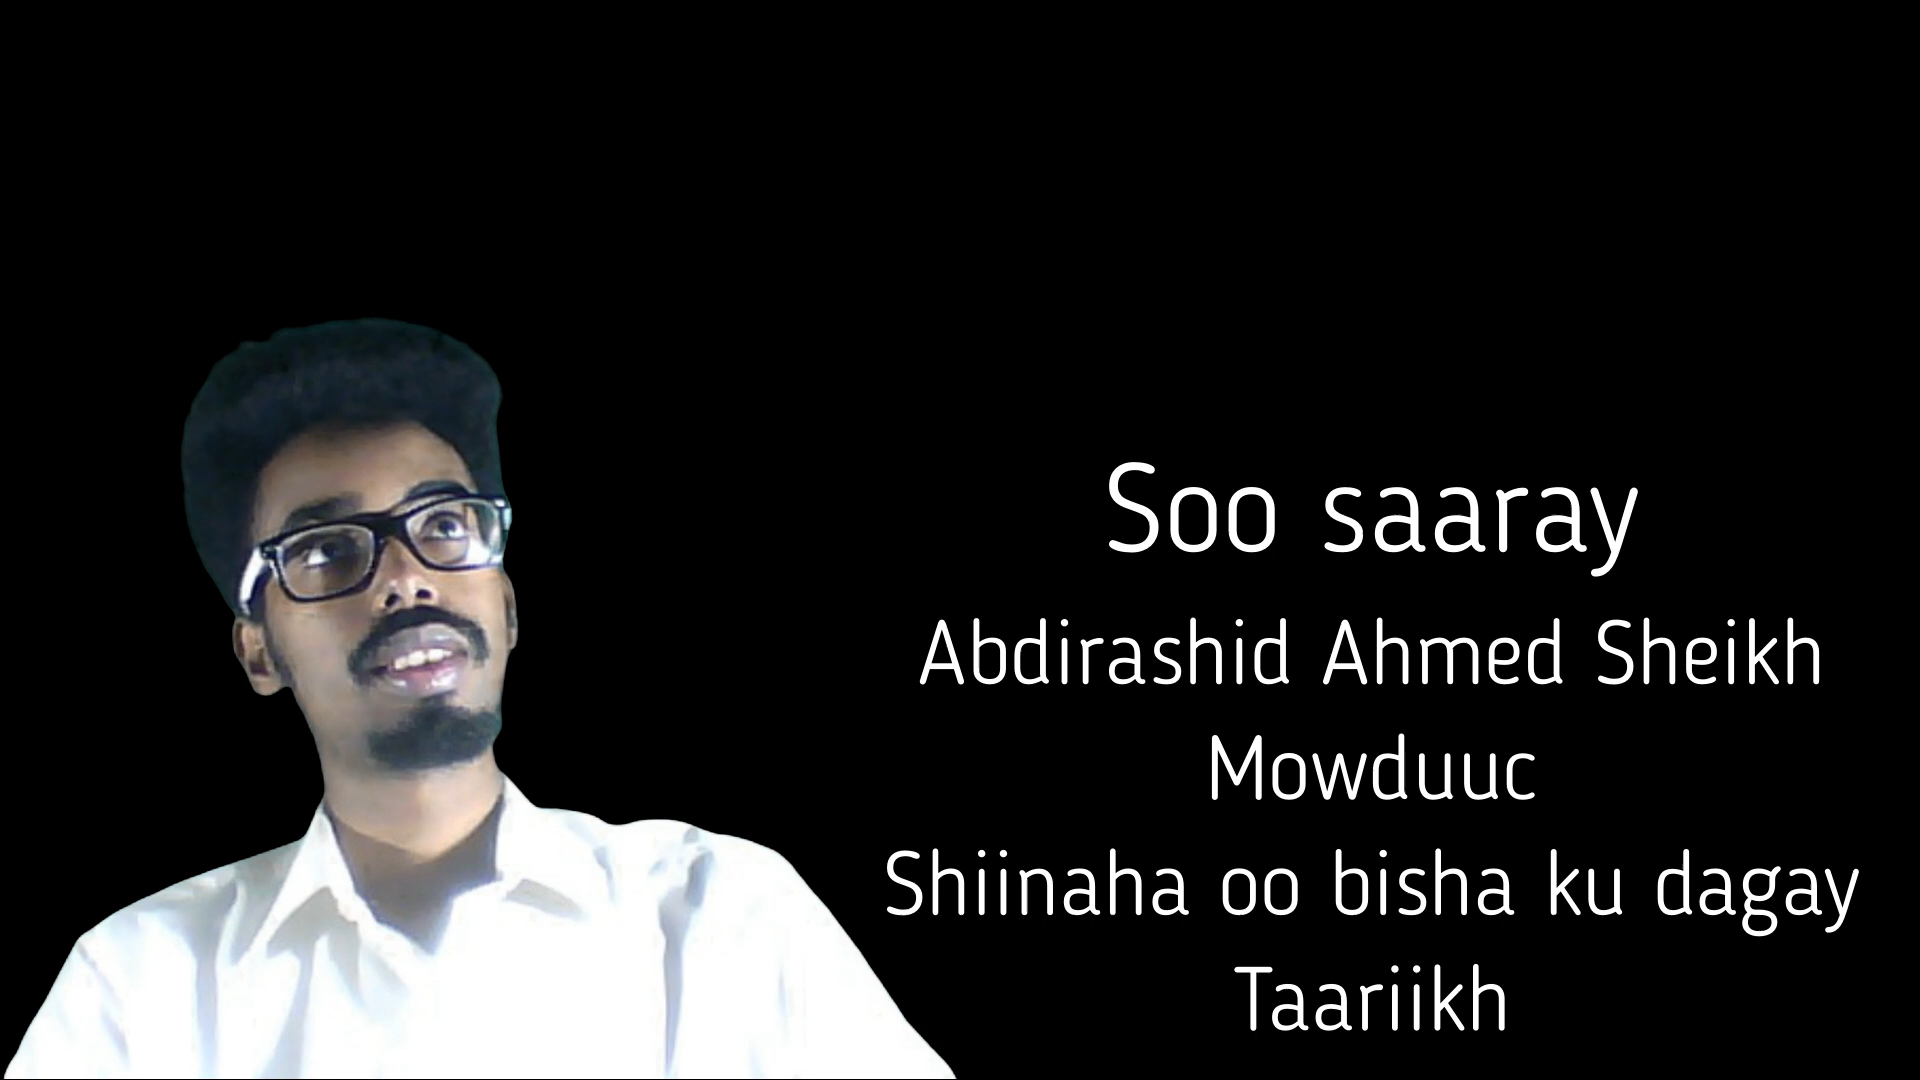 Soo saaray
Abdirashid Ahmed Sheikh
Mowduuc
Shiinaha oo bisha ku dagay
Taariikh